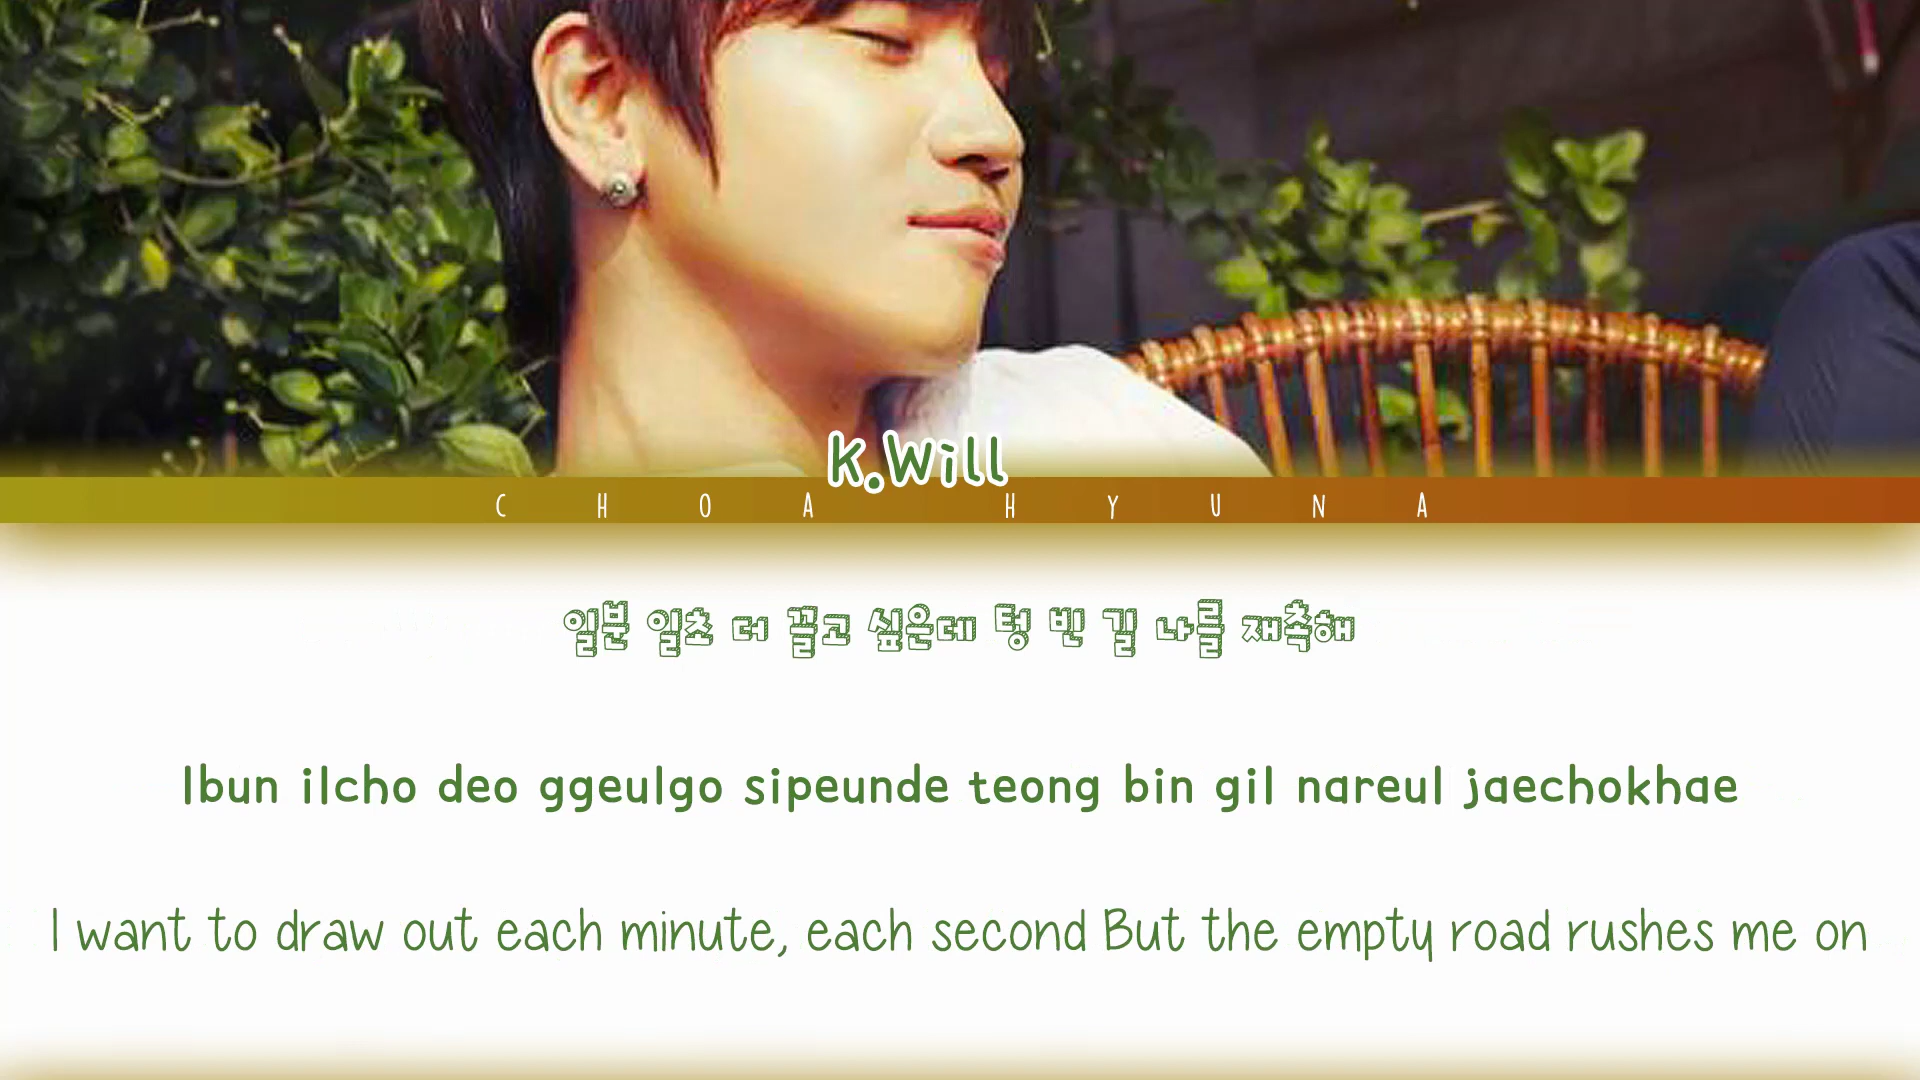 K.Will
CHOA HYUNA
일분 일초 더 끌고 싶은데 텅 빈 길 나를 재촉해
Ibun ilcho deo ggeulgo sipeunde teong bin gil nareul jaechokhae
I want to draw out each minute, each second But the empty road rushes me on